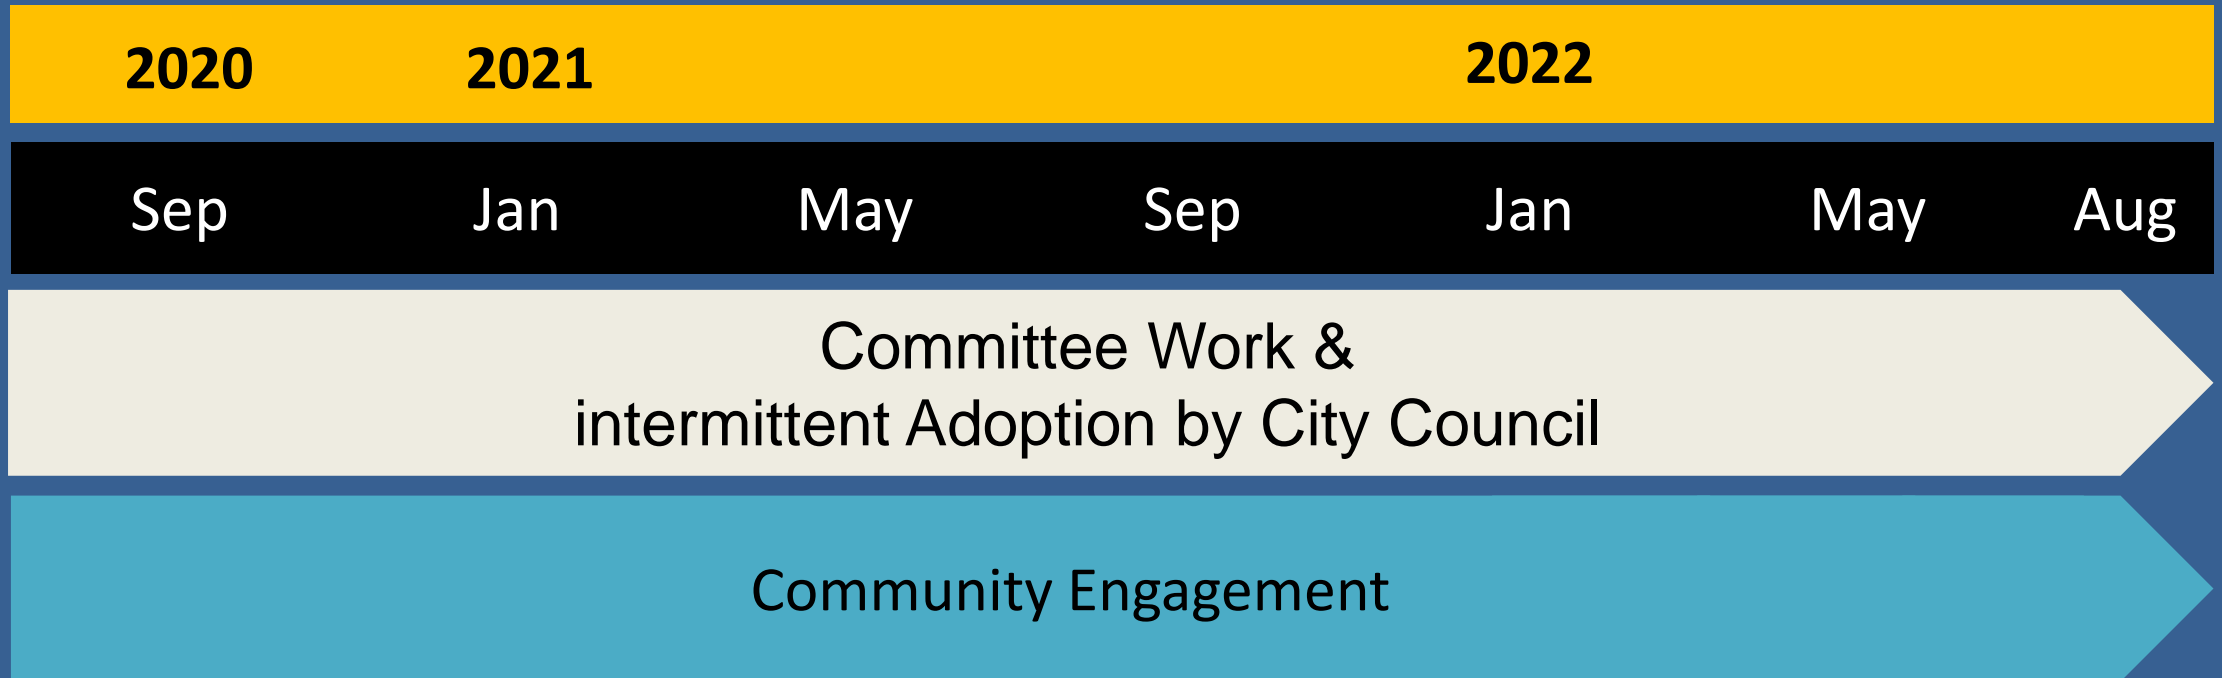 2020 2021 2022
Sep Jan May Sep Jan May Aug
Committee Work &
intermittent Adoption by City Council
Community Engagement